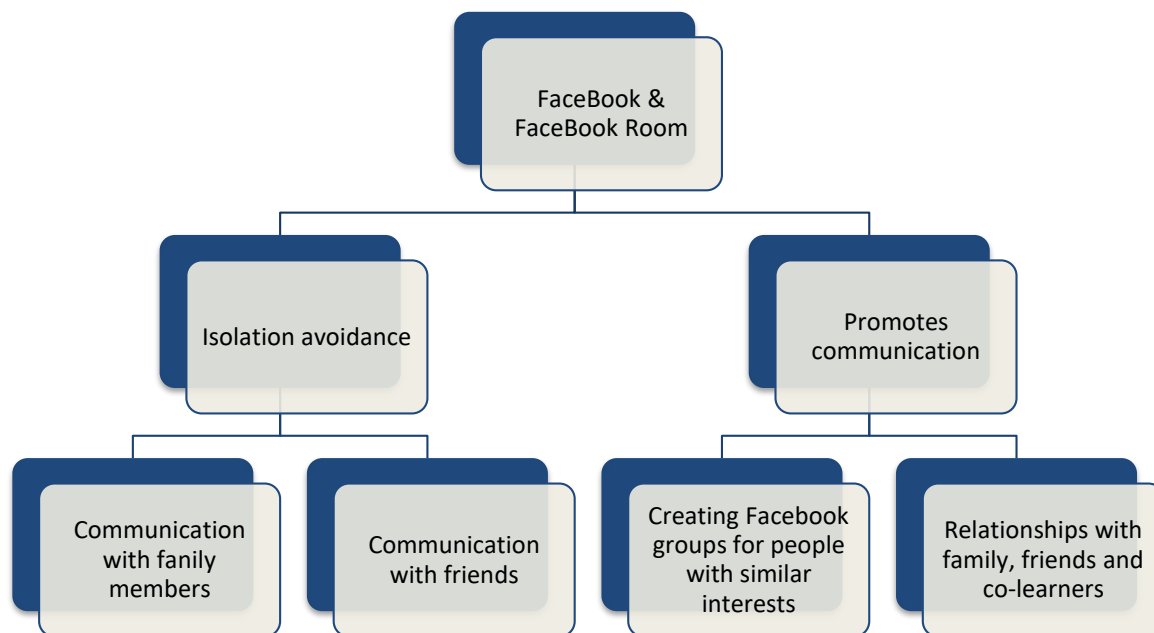 FaceBook &
FaceBook Room
Isolation avoidance
Promotes
communication
Communication
with fanily
members
Communication
with friends
Creating Facebook
groups for people
with similar
interests
Relationships with
family, friends and
co-learners